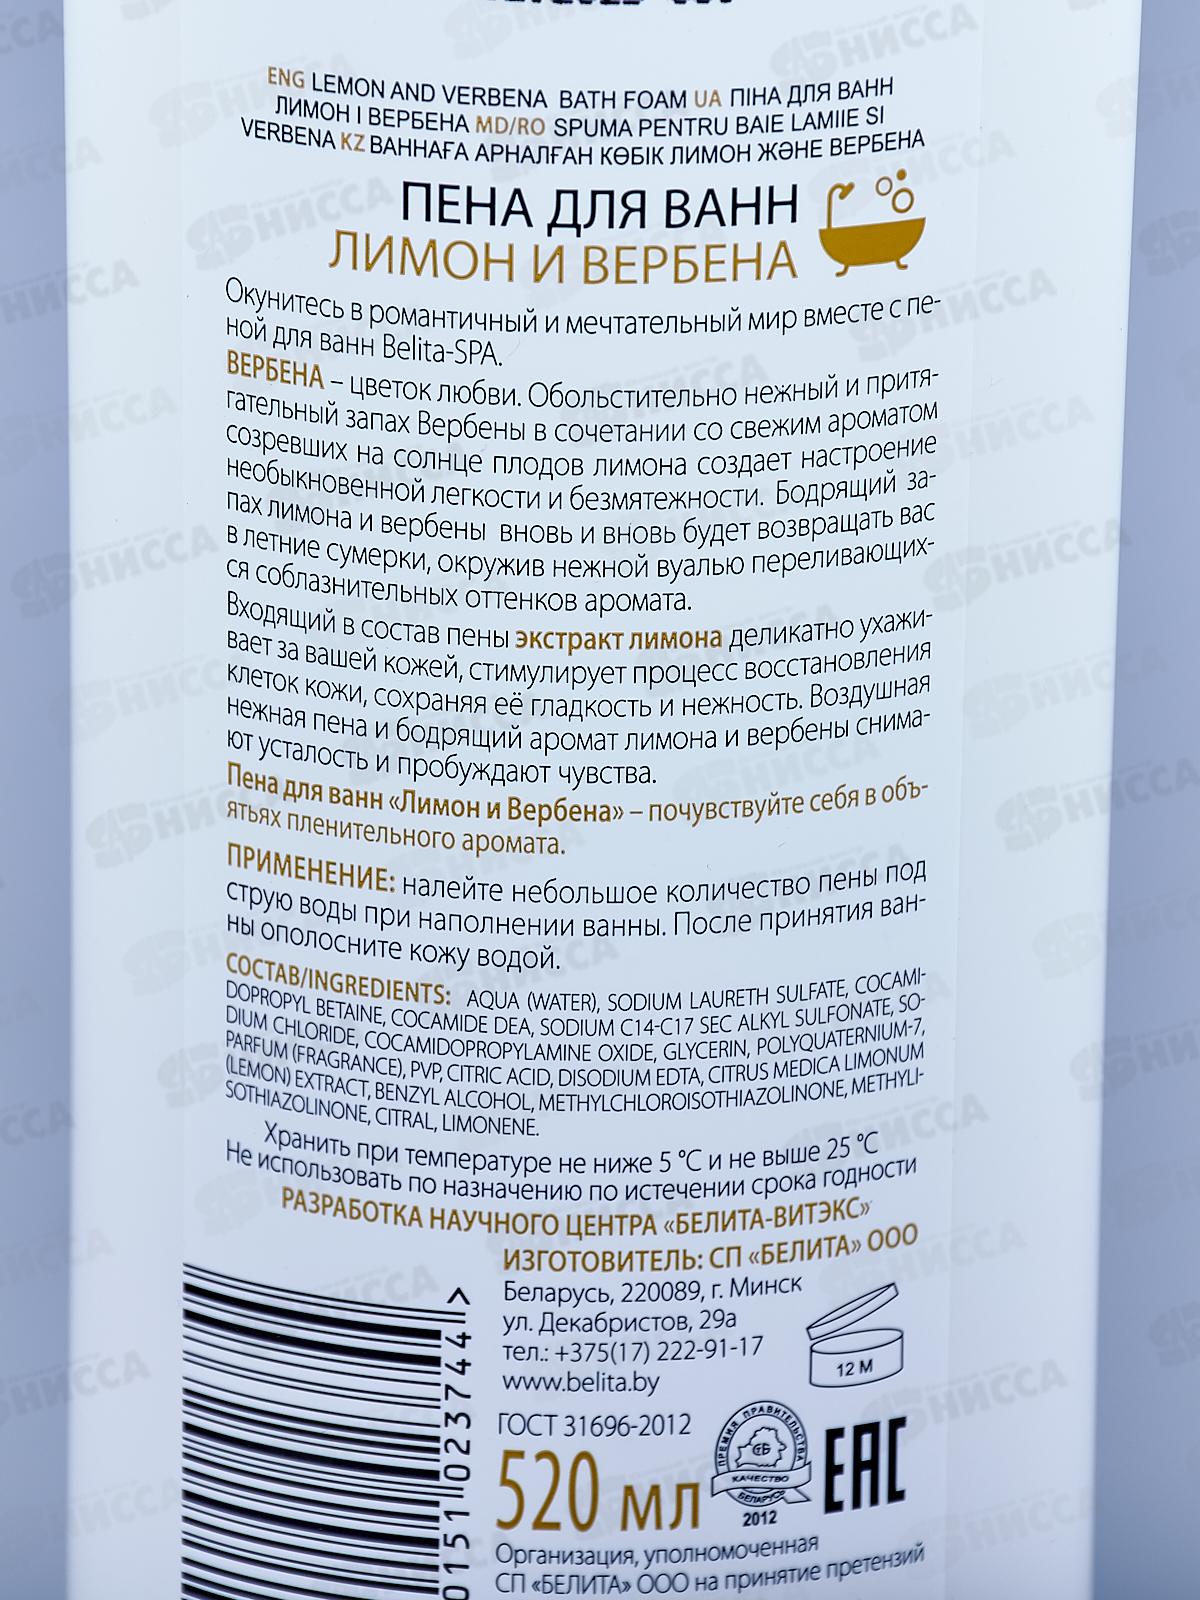 ENG LEMON AND VERBENA BATH FOAM UA ПІНА ДЛЯ ВАНН
ЛИМОН І ВЕРБЕНА MD/RO SPUMA PENTRU BAIE LAMIIE SI
VERBENA KZ ВАННАҒА АРНАЛҒАН КӨБІК ЛИМОН ЖӘНЕ ВЕРБЕНА
ПЕНА ДЛЯ ВАНН
ЛИМОН И ВЕРБЕНА
Окунитесь в романтичный и мечтательный мир вместе с пе-
ной для ванн Belita-SPA.
ВЕРБЕНА – цветок любви. Обольстительно нежный и притя-
гательный запах Вербены в сочетании со свежим ароматом
созревших на солнце плодов лимона создает настроение
необыкновенной легкости и безмятежности. Бодрящий за-
пах лимона и вербены вновь и вновь будет возвращать вас
в летние сумерки, окружив нежной вуалью переливающих-
ся соблазнительных оттенков аромата.
Входящий в состав пены экстракт лимона деликатно ухажи-
вает за вашей кожей, стимулирует процесс восстановления
клеток кожи, сохраняя её гладкость и нежность. Воздушная
нежная пена и бодрящий аромат лимона и вербены снима-
ют усталость и пробуждают чувства.
Пена для ванн «Лимон и Вербена» – почувствуйте себя в объ-
ятьях пленительного аромата.
ПРИМЕНЕНИЕ: налейте небольшое количество пены под
струю воды при наполнении ванны. После принятия ван-
ны ополосните кожу водой.
СОСТАВ/INGREDIENTS: AQUA (WATER), SODIUM LAURETH SULFATE, COCAMI-
DOPROPYL BETAINE, COCAMIDE DEA, SODIUM C14-C17 SEC ALKYL SULFONATE, SO-
DIUM CHLORIDE, COCAMIDOPROPYLAMINE OXIDE, GLYCERIN, POLYQUATERNIUM-7,
PARFUM (FRAGRANCE), PVP, CITRIC ACID, DISODIUM EDTA, CITRUS MEDICA LIMONUM
(LEMON) EXTRACT, BENZYL ALCOHOL, METHYLCHLOROISOTHIAZOLINONE, METHYLI-
SOTHIAZOLINONE, CITRAL, LIMONENE.
Хранить при температуре не ниже 5 °С и не выше 25 °С
Не использовать по назначению по истечении срока годности
РАЗРАБОТКА НАУЧНОГО ЦЕНТРА «БЕЛИТА-ВИТЭКС»
ИЗГОТОВИТЕЛЬ: СП «БЕЛИТА» ООО
Беларусь, 220089, г. Минск
ул. Декабристов, 29а
тел.: +375(17) 222-91-17
www.belita.by
12 M
ГОСТ 31696-2012
520 мл
ПРЕМИЯ ПРАВИТЕЛЬСТВА
КАЧЕСТВО
БЕЛАРУСЬ
2012
EAC
Организация, уполномоченная
СП «БЕЛИТА» ООО на принятие претензий
0151023744 >
БНИССА